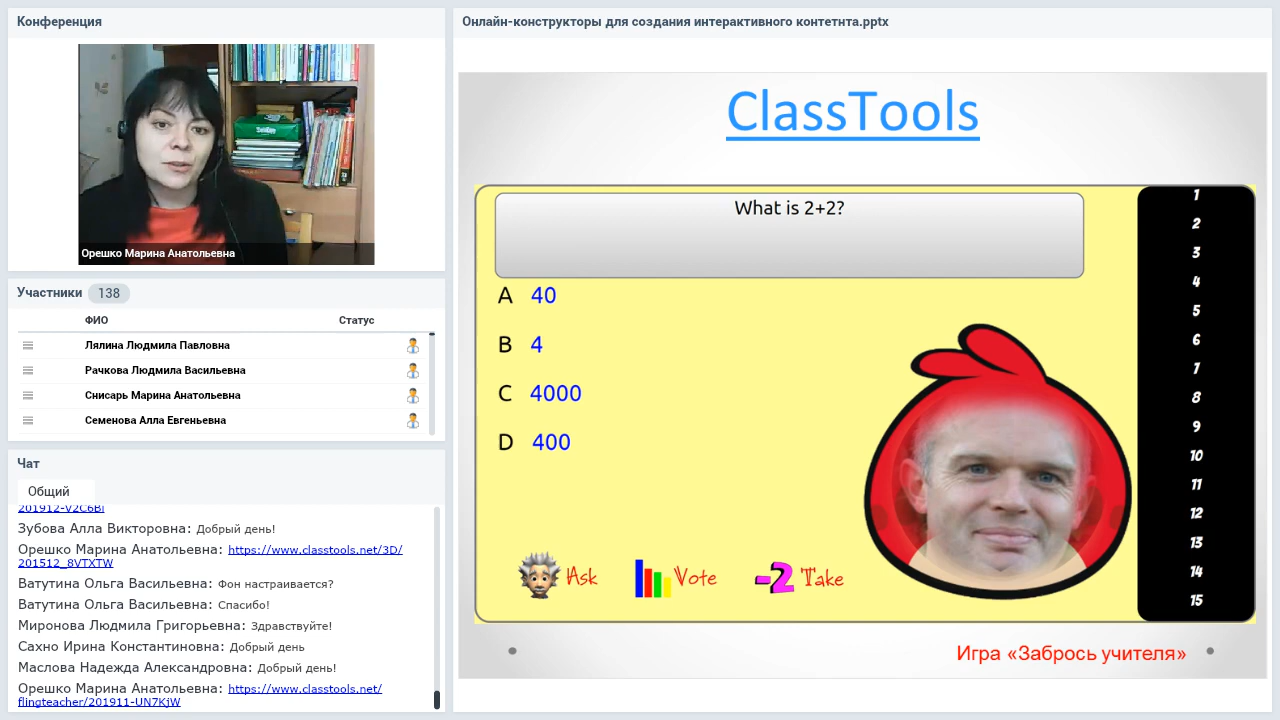 Конференция
Орешко Марина Анатольевна
Участники 138
ФИО Статус
Лялина Людмила Павловна
Рачкова Людмила Васильевна
Снисарь Марина Анатольевна
Семенова Алла Евгеньевна
Чат
Общий
201912-V2C6BI
Зубова Алла Викторовна: Добрый день!
Орешко Марина Анатольевна: https://www.classtools.net/3D/
201512_8VTXTW
Ватутина Ольга Васильевна: Фон настраивается?
Ватутина Ольга Васильевна: Спасибо!
Миронова Людмила Григорьевна: Здравствуйте!
Сахно Ирина Константиновна: Добрый день
Маслова Надежда Александровна: Добрый день!
Орешко Марина Анатольевна: https://www.classtools.net/
flingteacher/201911-UN7KjW
Онлайн-конструкторы для создания интерактивного контетнта.pptx
ClassTools
What is 2+2?
A 40
B 4
C 4000
D 400
Ask Vote -2 Take
1
2
3
4
5
6
7
8
9
10
11
12
13
14
15
Игра «Забрось учителя»